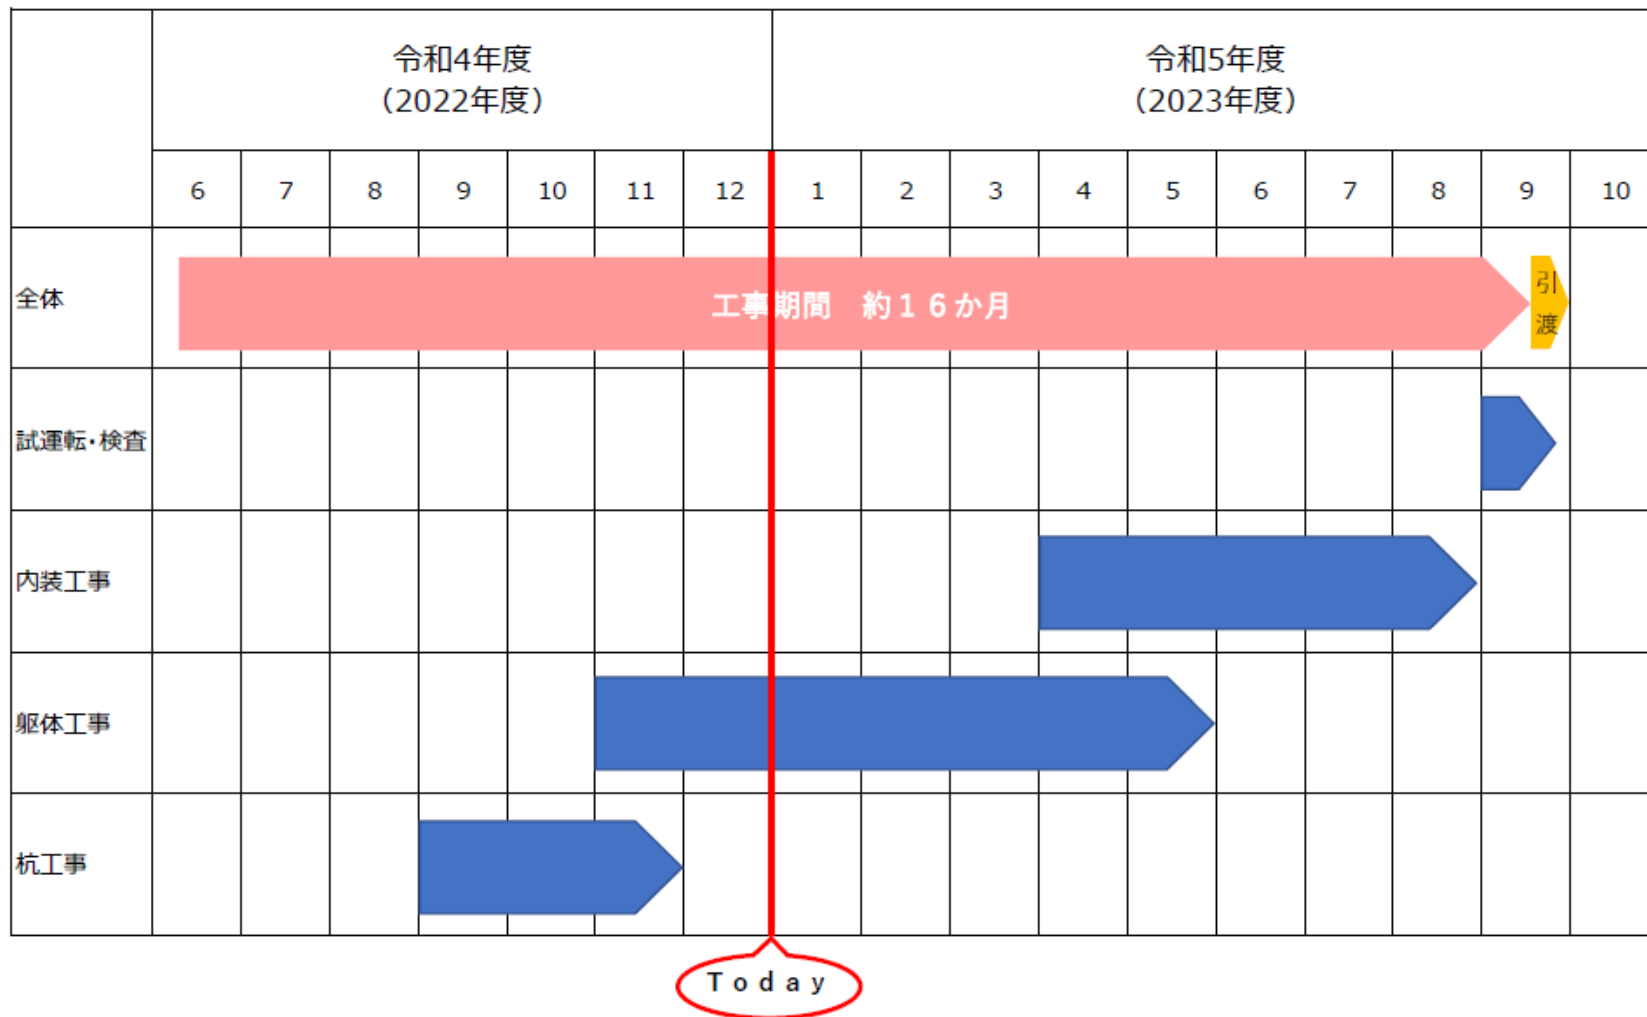 令和4年度
（2022年度）
令和5年度
（2023年度）
6 7 8 9 10 11 12 1 2 3 4 5 6 7 8 9 10
全体
工事期間　約１６か月
引
渡
試運転・検査
内装工事
躯体工事
杭工事
Ｔｏｄａｙ